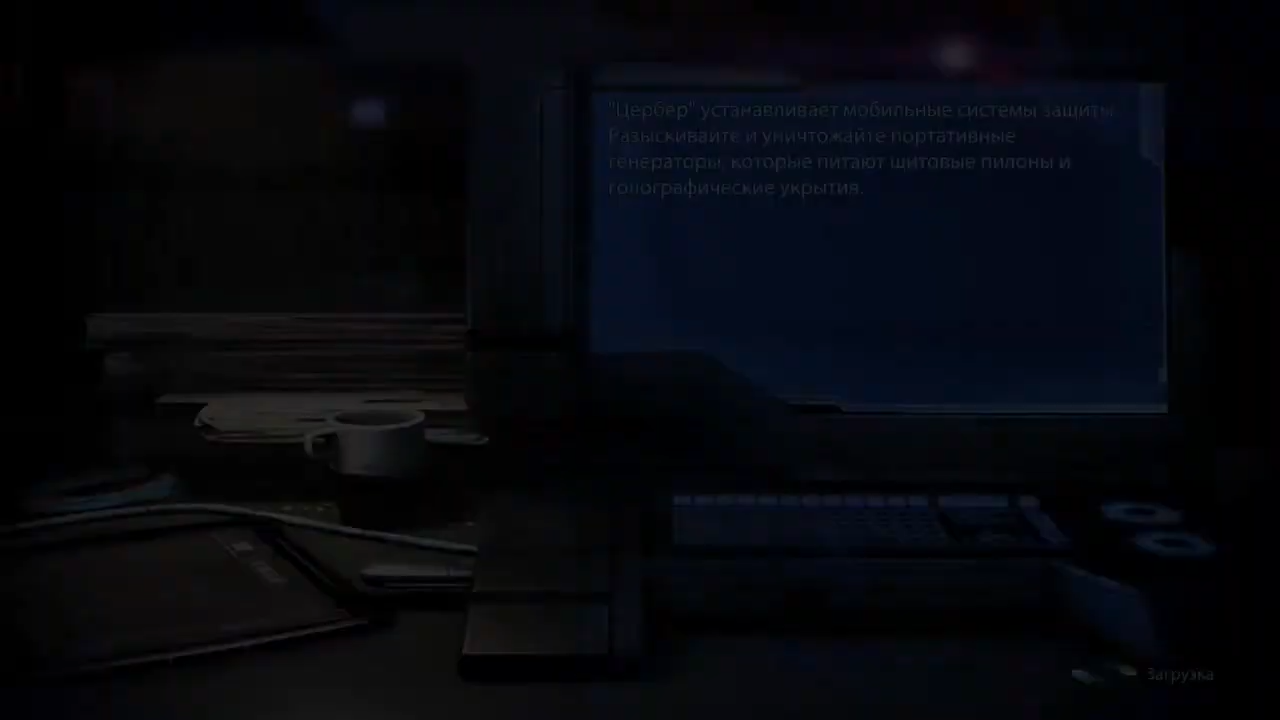 "Цербер" устанавливает мобильные системы защиты.
Разыскивайте и уничтожайте портативные
генераторы, которые питают щитовые пилоны и
голографические укрытия.
Загрузка